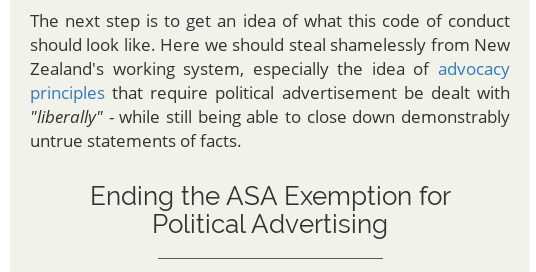 The next step is to get an idea of what this code of conduct
should look like. Here we should steal shamelessly from New
Zealand's working system, especially the idea of advocacy
principles that require political advertisement be dealt with
"liberally" - while still being able to close down demonstrably
untrue statements of facts.
Ending the ASA Exemption for
Political Advertising